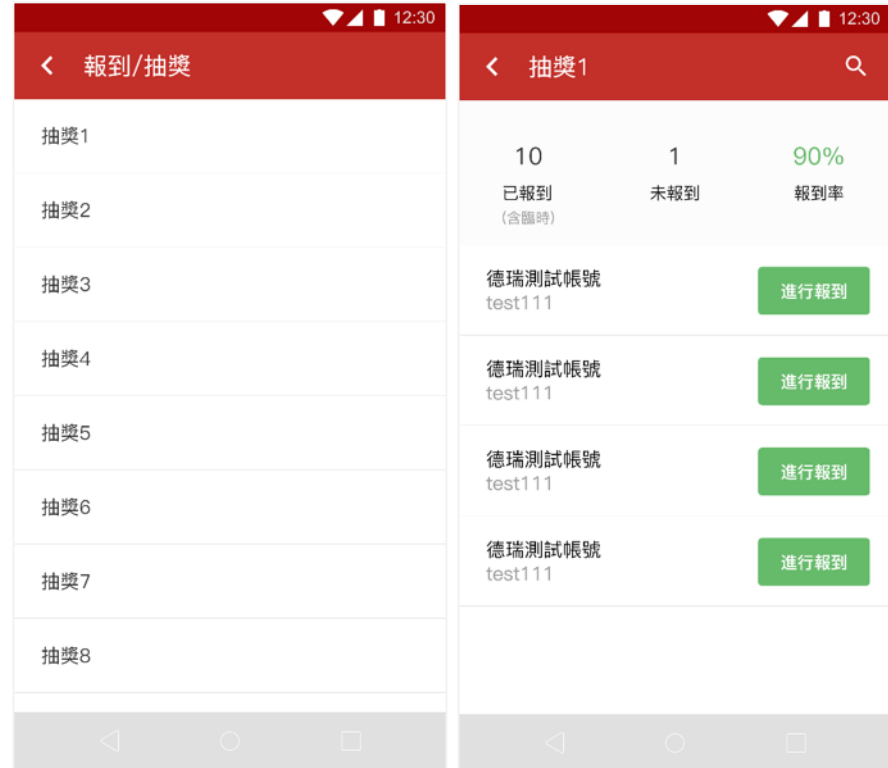 12:30
報到/抽獎
抽獎1
抽獎2
抽獎3
抽獎4
抽獎5
抽獎6
抽獎7
抽獎8
12:30
抽獎1
10 1 90%
已報到 未報到 報到率
(含臨時)
德瑞測試帳號
test111
進行報到
德瑞測試帳號
test111
進行報到
德瑞測試帳號
test111
進行報到
德瑞測試帳號
test111
進行報到